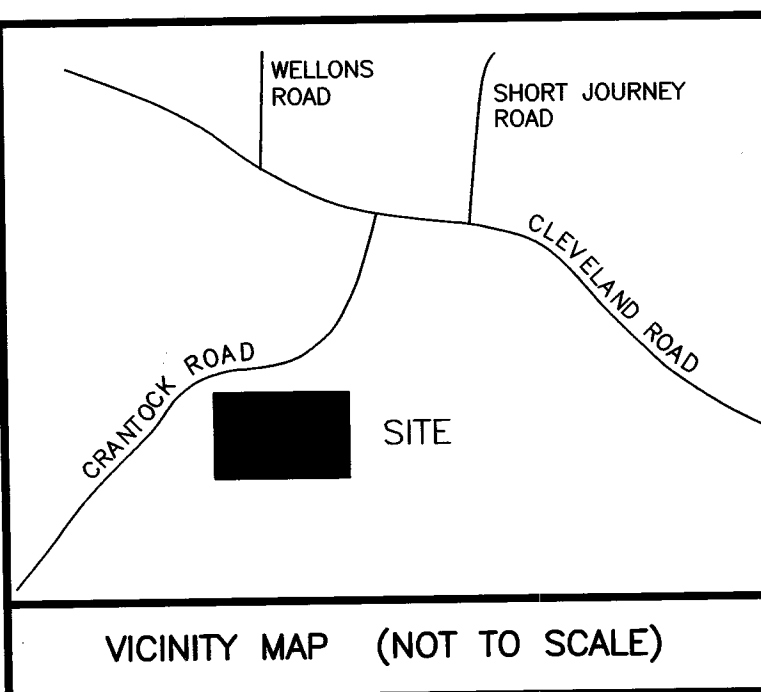 WELLONS
ROAD
SHORT JOURNEY
ROAD
CLEVELAND ROAD
CRANTOCK ROAD
SITE
VICINITY MAP (NOT TO SCALE)